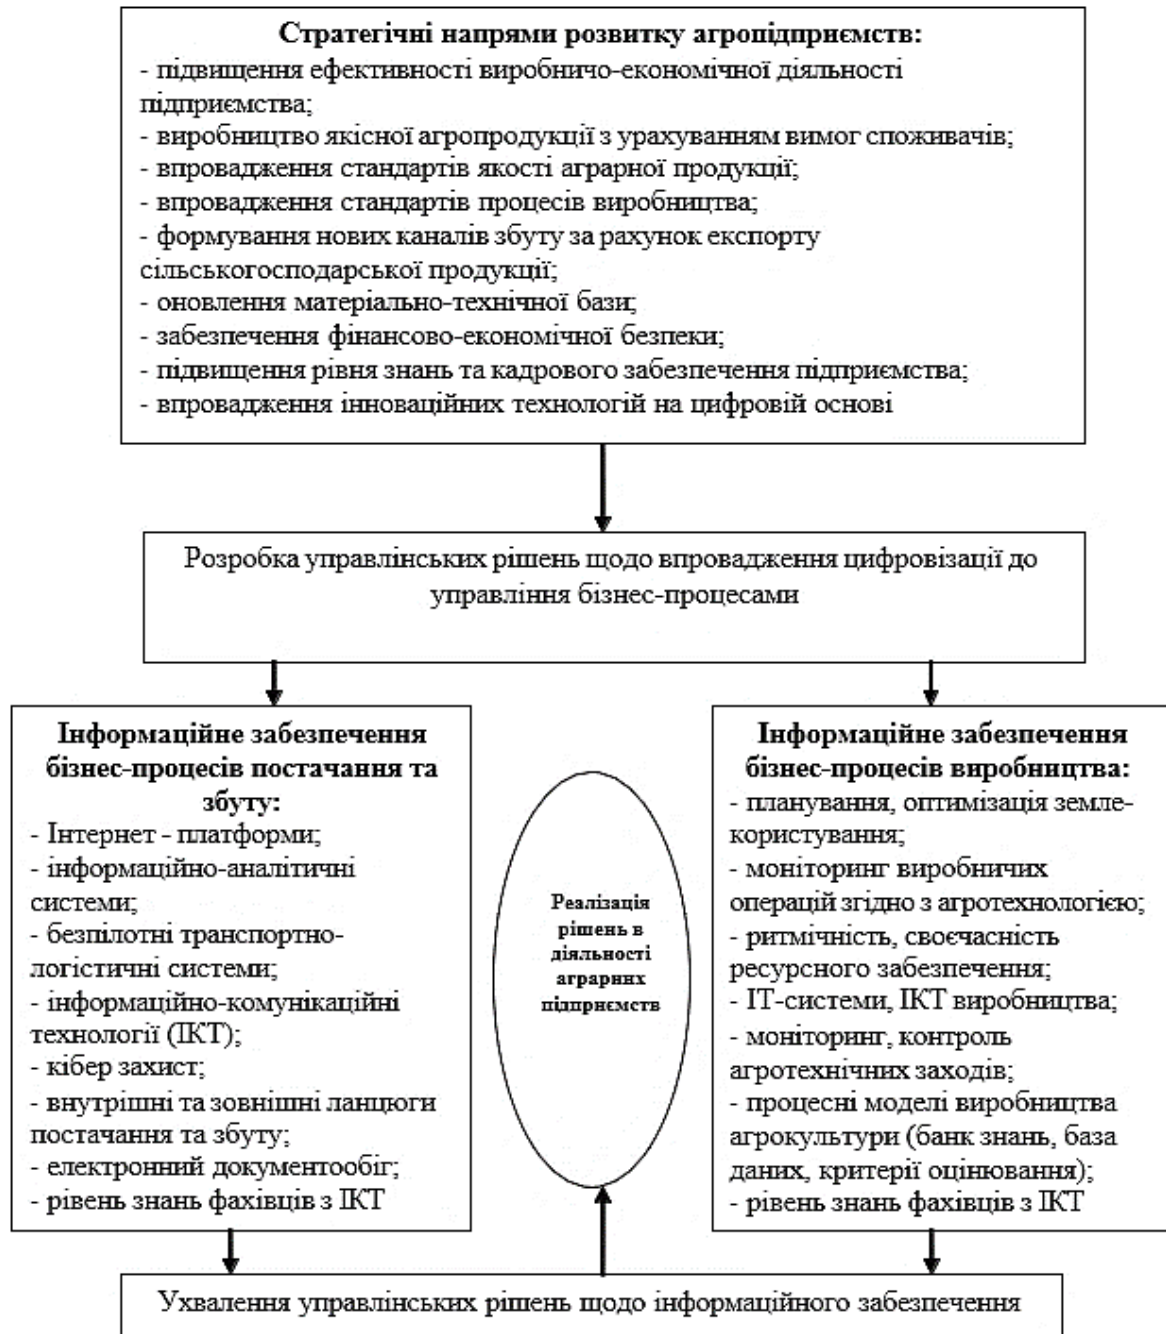 Стратегічні напрями розвитку агропідприємств:
- підвищення ефективності виробничо-економічної діяльності
підприємства;
- виробництво якісної агропродукції з урахуванням вимог споживачів;
- впровадження стандартів якості аграрної продукції;
- впровадження стандартів процесів виробництва;
- формування нових каналів збуту за рахунок експорту
сільськогосподарської продукції;
- оновлення матеріально-технічної бази;
- забезпечення фінансово-економічної безпеки;
- підвищення рівня знань та кадрового забезпечення підприємства;
- впровадження інноваційних технологій на цифровій основі
Розробка управлінських рішень щодо впровадження цифровізації до
управління бізнес-процесами
Інформаційне забезпечення
бізнес-процесів постачання та
збуту:
- Інтернет - платформи;
- інформаційно-аналітичні
системи;
- безпілотні транспортно-
логістичні системи;
- інформаційно-комунікаційні
технології (ІКТ);
- кібер захист;
- внутрішні та зовнішні ланцюги
постачання та збуту;
- електронний документообіг;
- рівень знань фахівців з ІКТ
Реалізація
рішень в
діяльності
аграрних
підприємств
Інформаційне забезпечення
бізнес-процесів виробництва:
- планування, оптимізація земле-
користування;
- моніторинг виробничих
операцій згідно з агротехнологією;
- ритмічність, своєчасність
ресурсного забезпечення;
- ІТ-системи, ІКТ виробництва;
- моніторинг, контроль
агротехнічних заходів;
- процесні моделі виробництва
агрокультури (банк знань, база
даних, критерії оцінювання);
- рівень знань фахівців з ІКТ
Ухвалення управлінських рішень щодо інформаційного забезпечення